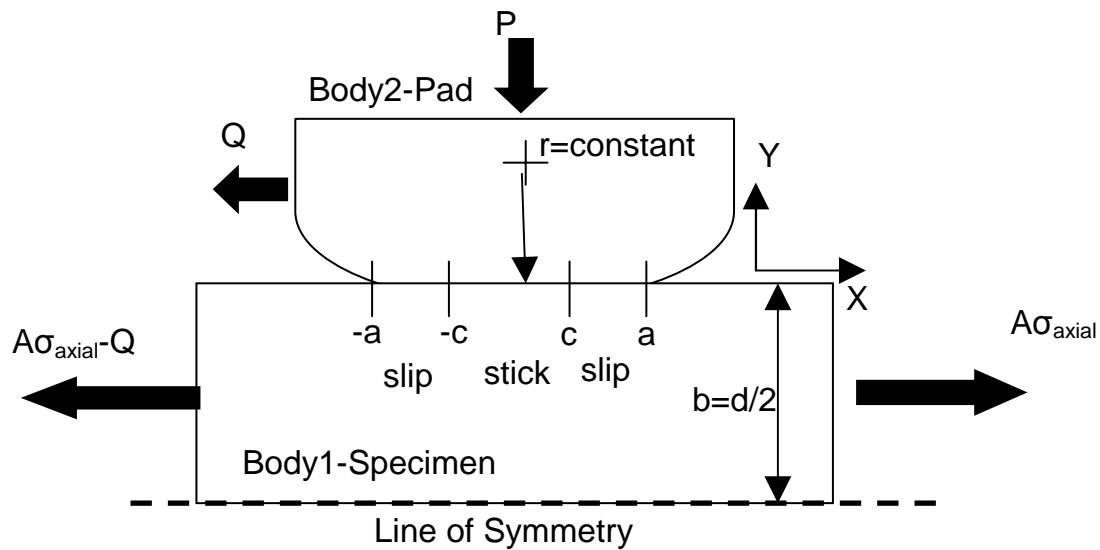 P
Body2-Pad
Q
r=constant
Y
X
-a
-c
c
a
slip
stick
slip
Aσaxial-Q
Aσaxial
b=d/2
Body1-Specimen
Line of Symmetry